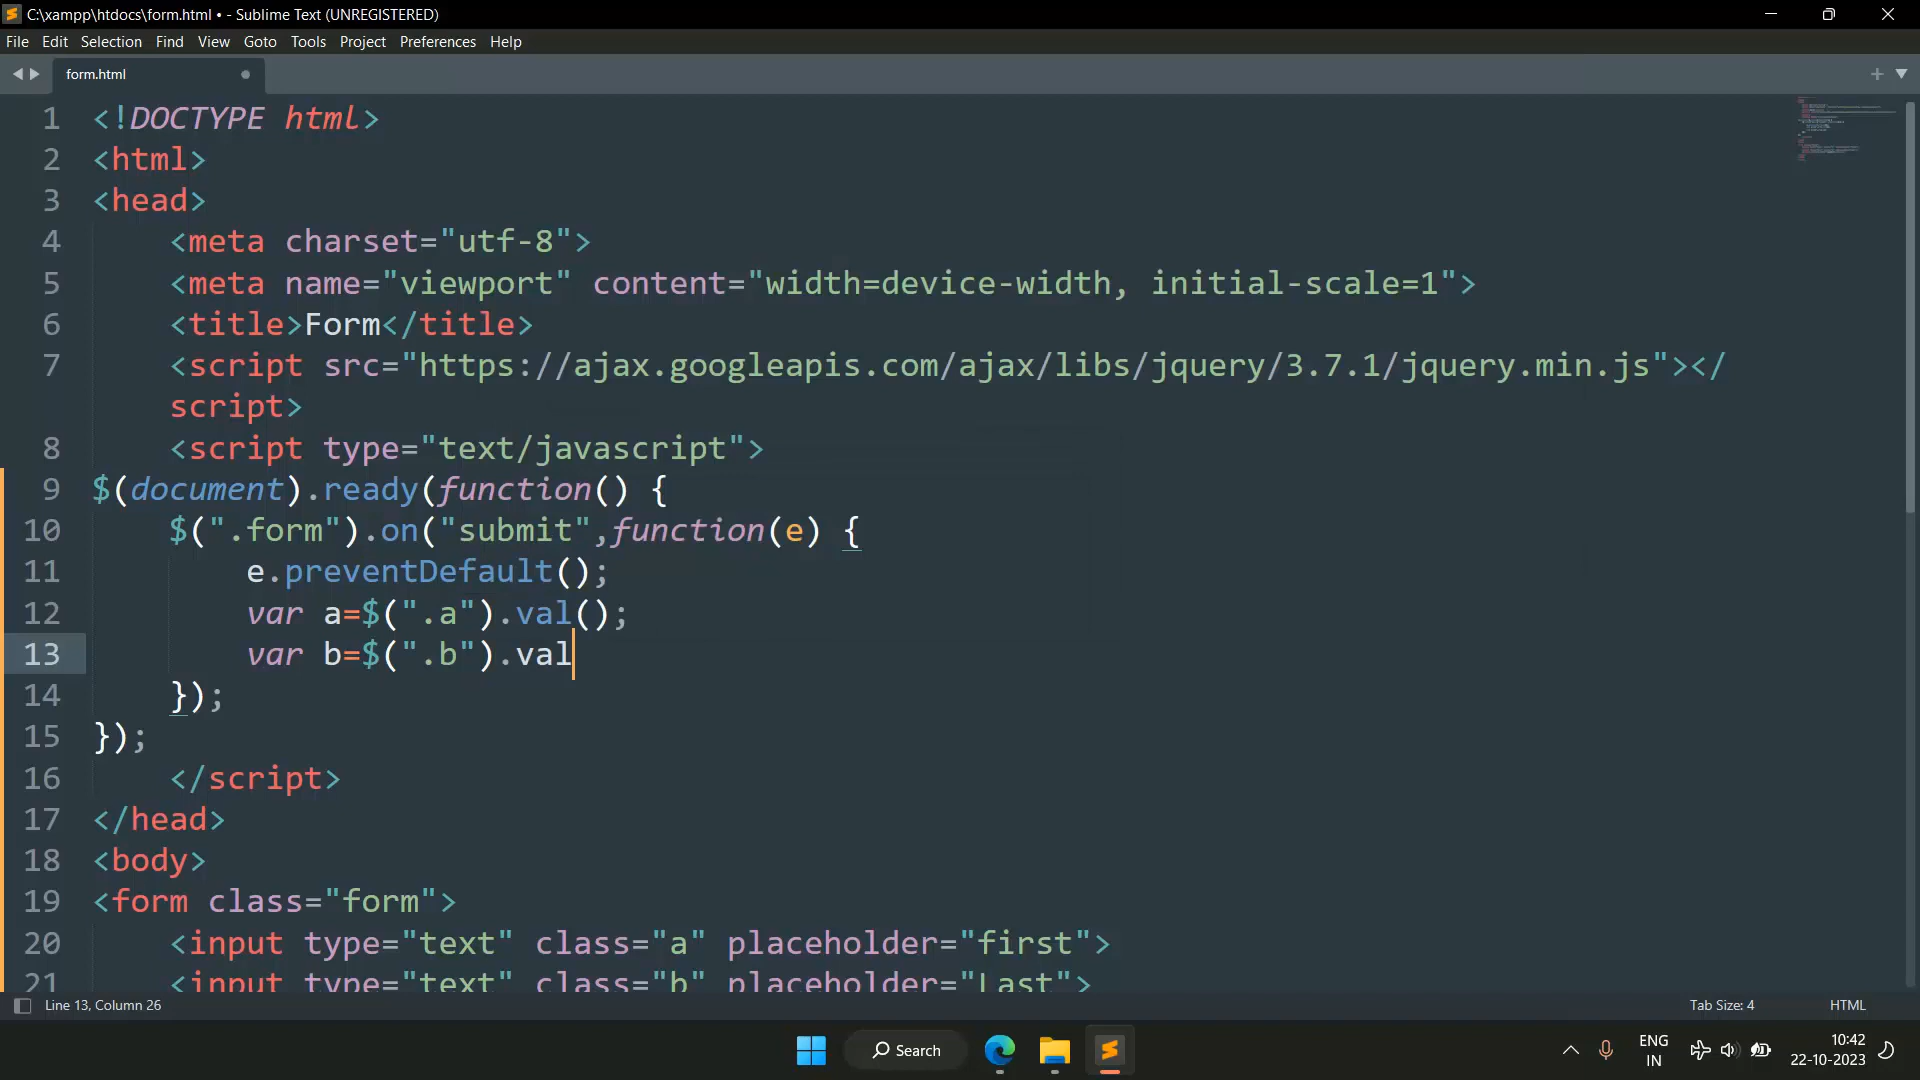 C:\xampp\htdocs\form.html • - Sublime Text (UNREGISTERED)
File Edit Selection Find View Goto Tools Project Preferences Help
form.html
1 <!DOCTYPE html>
2 <html>
3 <head>
4 <meta charset="utf-8">
5 <meta name="viewport" content="width=device-width, initial-scale=1">
6 <title>Form</title>
7 <script src="https://ajax.googleapis.com/ajax/libs/jquery/3.7.1/jquery.min.js"></
script>
8 <script type="text/javascript">
9 $(document).ready(function() {
10 $(".form").on("submit",function(e) {
11 e.preventDefault();
12 var a=$(".a").val();
13 var b=$(".b").val
14 });
15 });
16 </script>
17 </head>
18 <body>
19 <form class="form">
20 <input type="text" class="a" placeholder="first">
21 <input type="text" class="b" placeholder="Last">
Line 13, Column 26
Tab Size: 4
HTML
Search
ENG
IN
10:42
22-10-2023